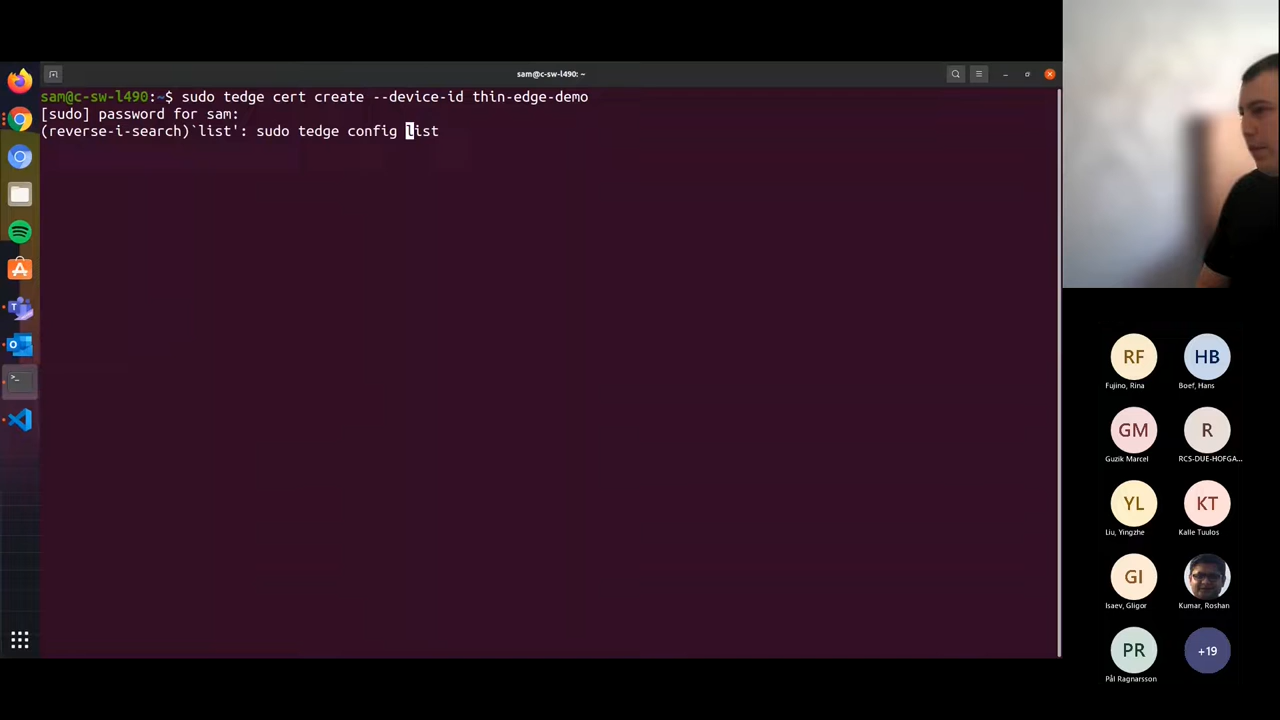 sam@c-sw-l490: ~
sam@c-sw-l490:~$ sudo tedge cert create --device-id thin-edge-demo
[sudo] password for sam:
(reverse-i-search)`list': sudo tedge config list
RF
Fujino, Rina
HB
Boef, Hans
GM
Guzik Marcel
R
RCS-DUE-HOFGA...
YL
Liu, Yingzhe
KT
Kalle Tuulos
GI
Isaev, Gligor
Kumar, Roshan
PR
Pål Ragnarsson
+19